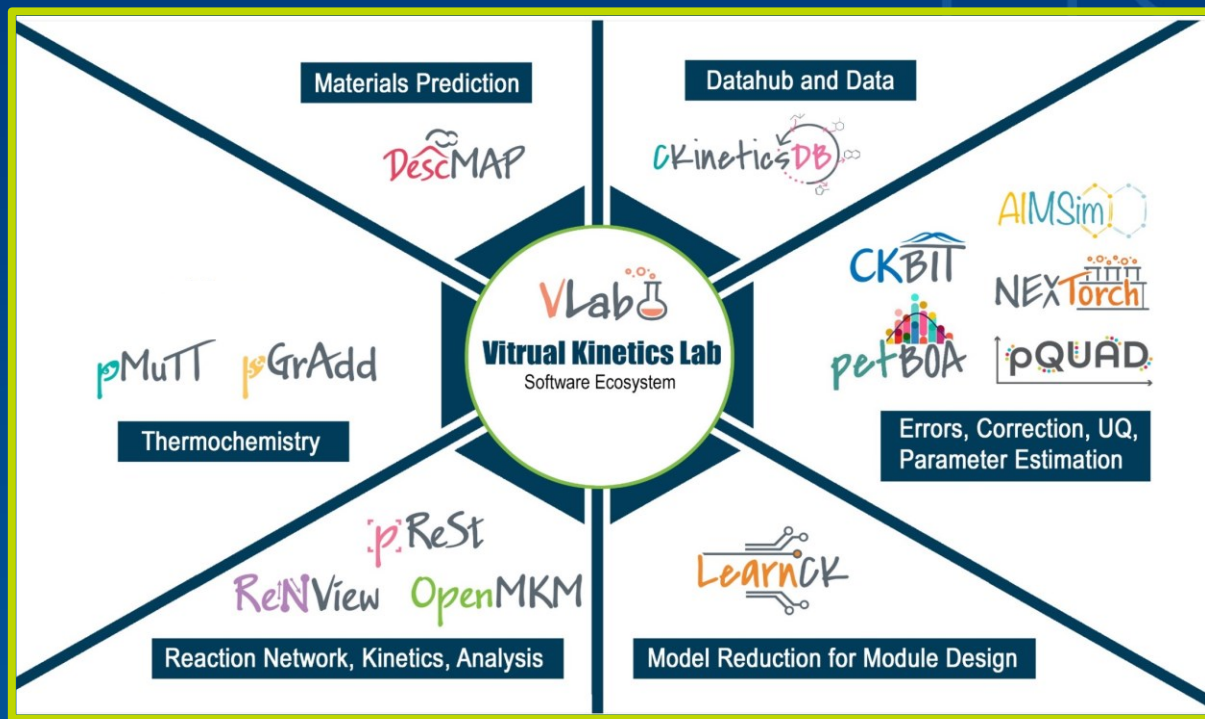 Materials Prediction
DescMAP
Datahub and Data
CKineticsDB
AIMSim
CKBIT
NEXTorch
petBOA
pQUAD
Errors, Correction, UQ,
Parameter Estimation
VLab
Vitrual Kinetics Lab
Software Ecosystem
pMuTT
pGrAdd
Thermochemistry
pReSt
ReNView
OpenMKM
Reaction Network, Kinetics, Analysis
LearnCK
Model Reduction for Module Design